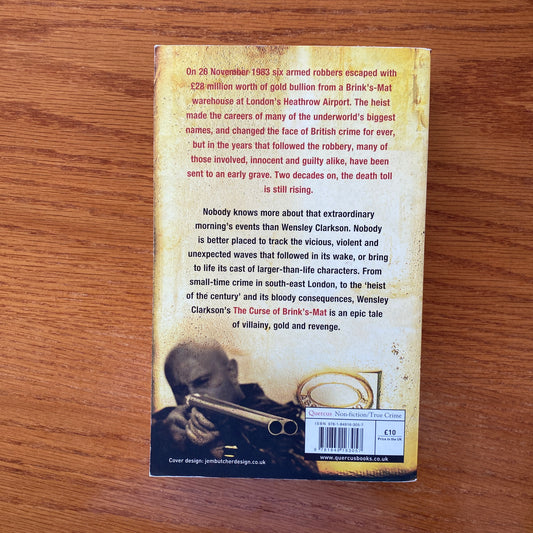 On 26 November 1983 six armed robbers escaped with
£28 million worth of gold bullion from a Brink's-Mat
warehouse at London's Heathrow Airport. The heist
made the careers of many of the underworld's biggest
names, and changed the face of British crime for ever,
but in the years that followed the robbery, many of
those involved, innocent and guilty alike, have been
sent to an early grave. Two decades on, the death toll
is still rising.
Nobody knows more about that extraordinary
morning's events than Wensley Clarkson. Nobody
is better placed to track the vicious, violent and
unexpected waves that followed in its wake, or bring
to life its cast of larger-than-life characters. From
small-time crime in south-east London, to the 'heist
of the century' and its bloody consequences, Wensley
Clarkson's The Curse of Brink's-Mat is an epic tale
of villainy, gold and revenge.
Quercus Non-fiction/True Crime
£10
Price in the UK
www.quercusbooks.co.uk
Cover design: jembutcherdesign.co.uk